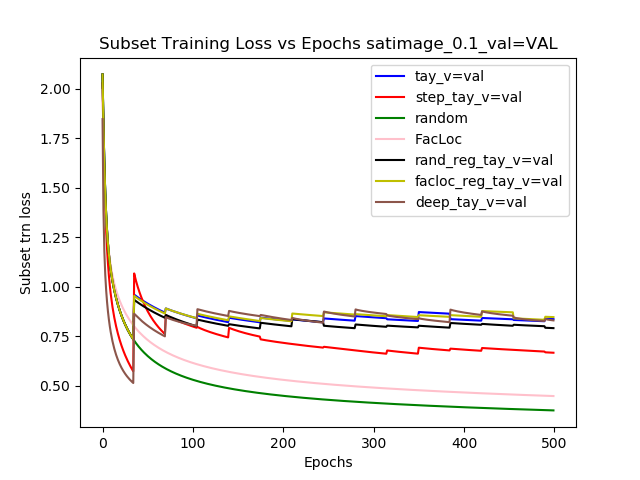 Subset Training Loss vs Epochs satimage_0.1_val=VAL
tay_v=val
step_tay_v=val
random
FacLoc
rand_reg_tay_v=val
facloc_reg_tay_v=val
deep_tay_v=val
Subset trn loss
2.00
1.75
1.50
1.25
1.00
0.75
0.50
0 100 200 300 400 500
Epochs